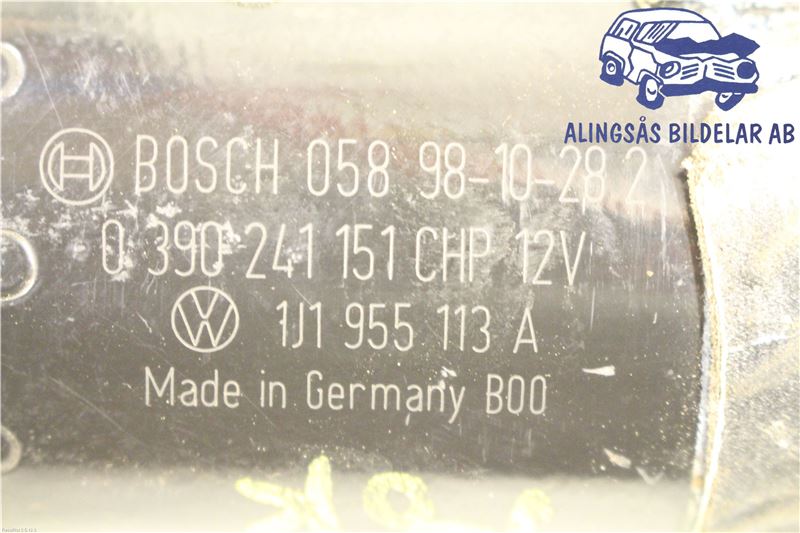 ALINGSÅS BILDELAR AB
BOSCH 058 98-10-28 2
0 390 241 151 CHP 12V
1J1 955 113 A
Made in Germany B00
OK